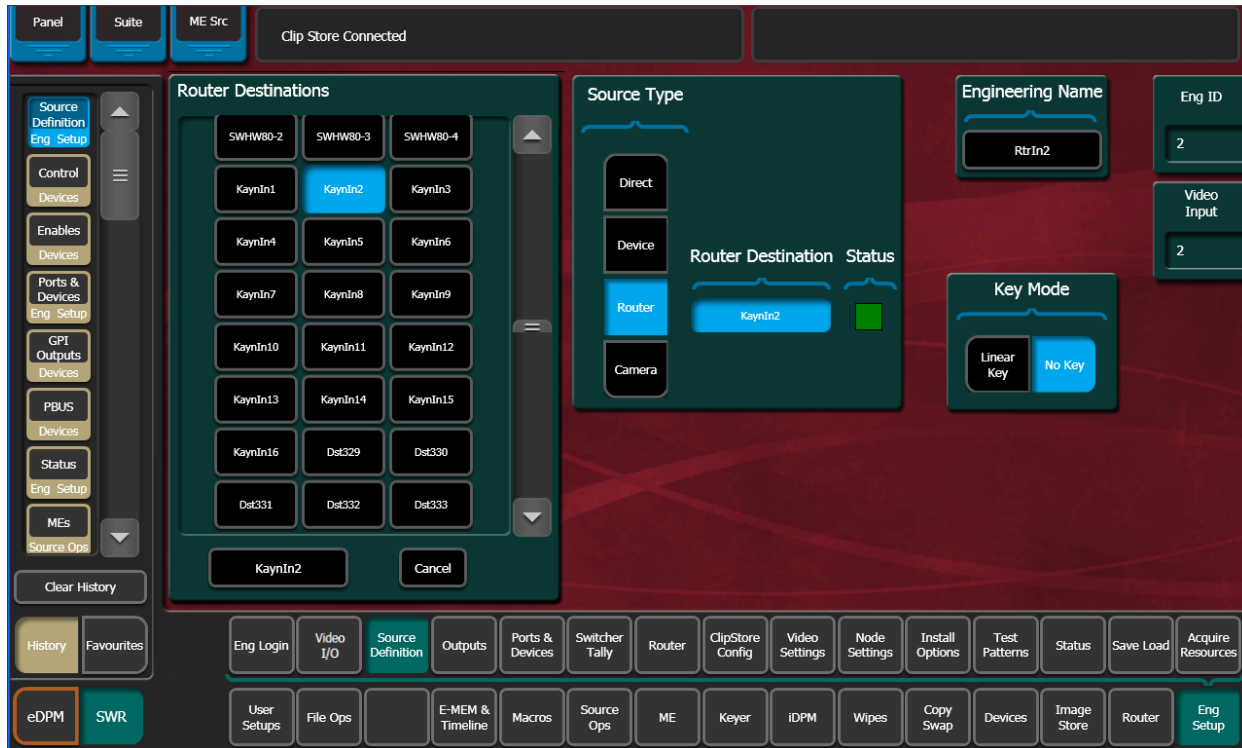 Panel
Suite
ME Src
Clip Store Connected
Source
Definition
Eng Setup
Control
Devices
Enables
Devices
Ports &
Devices
Eng Setup
GPI
Outputs
Devices
PBUS
Devices
Status
Eng Setup
MEs
Source Ops
Clear History
History
Favourites
eDPM
SWR
Router Destinations
SWHW80-2
SWHW80-3
SWHW80-4
KaynIn1
KaynIn2
KaynIn3
KaynIn4
KaynIn5
KaynIn6
KaynIn7
KaynIn8
KaynIn9
KaynIn10
KaynIn11
KaynIn12
KaynIn13
KaynIn14
KaynIn15
KaynIn16
Dst329
Dst330
Dst331
Dst332
Dst333
KaynIn2
Cancel
Source Type
Direct
Device
Router
Camera
Router Destination
Status
KaynIn2
Engineering Name
RtrIn2
Eng ID
2
Video
Input
2
Key Mode
Linear
Key
No Key
Eng Login
Video
I/O
Source
Definition
Outputs
Ports &
Devices
Switcher
Tally
Router
ClipStore
Config
Video
Settings
Node
Settings
Install
Options
Test
Patterns
Status
Save Load
Acquire
Resources
User
Setups
File Ops
E-MEM &
Timeline
Macros
Source
Ops
ME
Keyer
iDPM
Wipes
Copy
Swap
Devices
Image
Store
Router
Eng
Setup